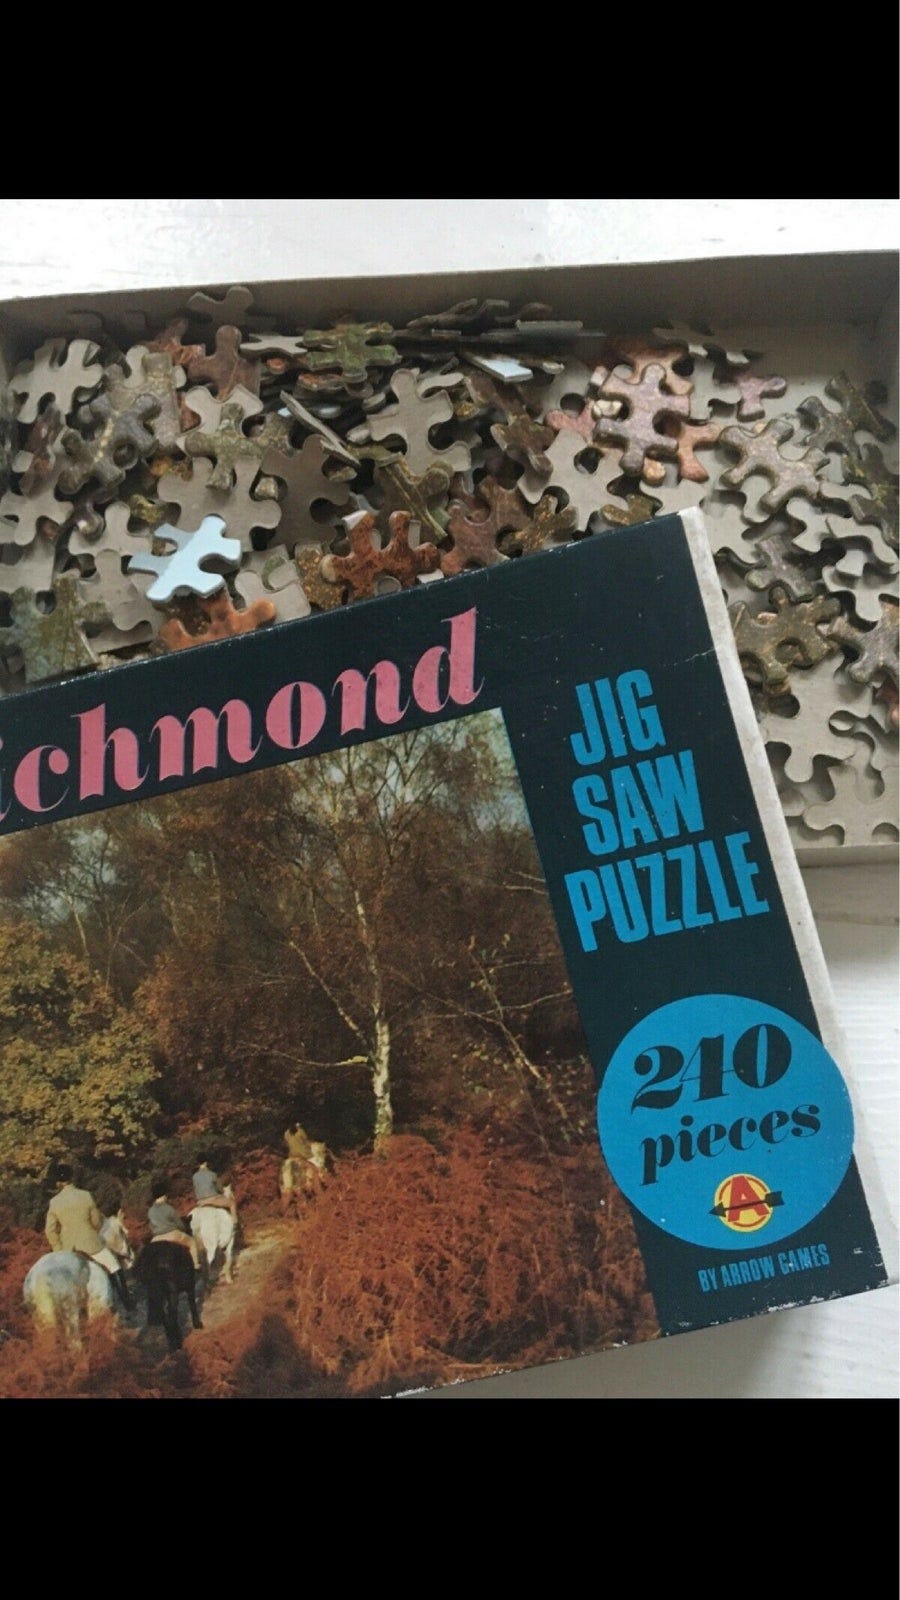 ichmond
JIG
SAW
PUZZLE
240
pieces
A
BY ARROW GAMES